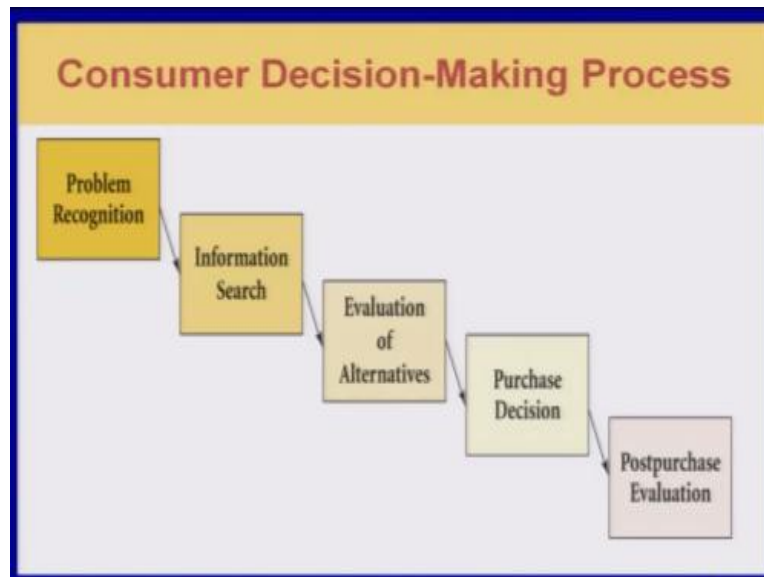 Consumer Decision-Making Process
Problem
Recognition
Information
Search
Evaluation
of
Alternatives
Purchase
Decision
Postpurchase
Evaluation